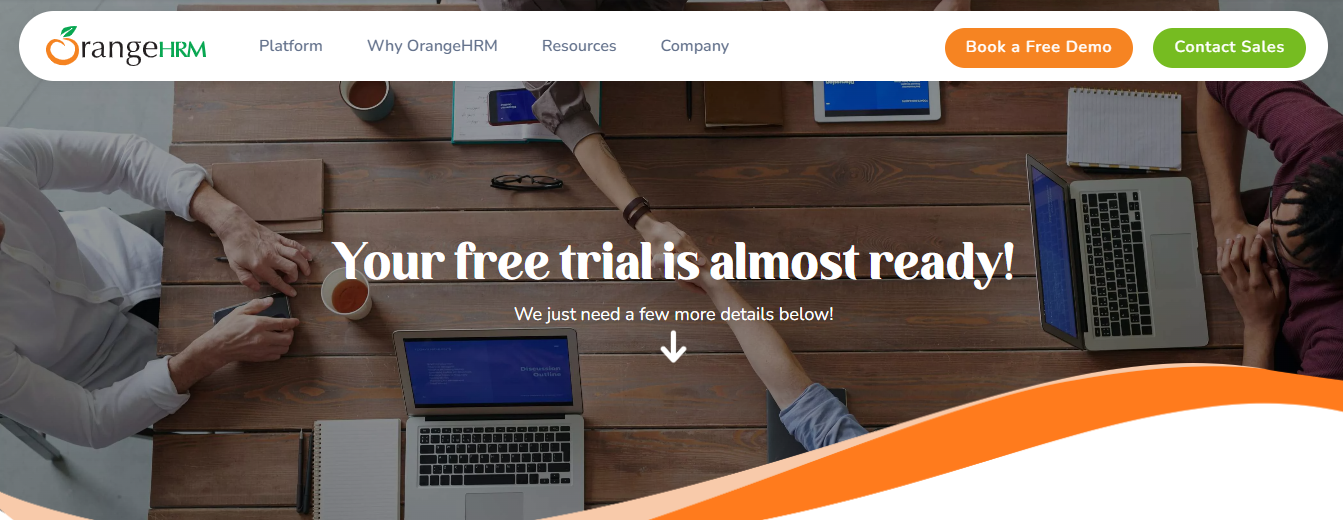 OrangeHRM
Platform
Why OrangeHRM
Resources
Company
Book a Free Demo
Contact Sales
Your free trial is almost ready!
We just need a few more details below!
Discussion